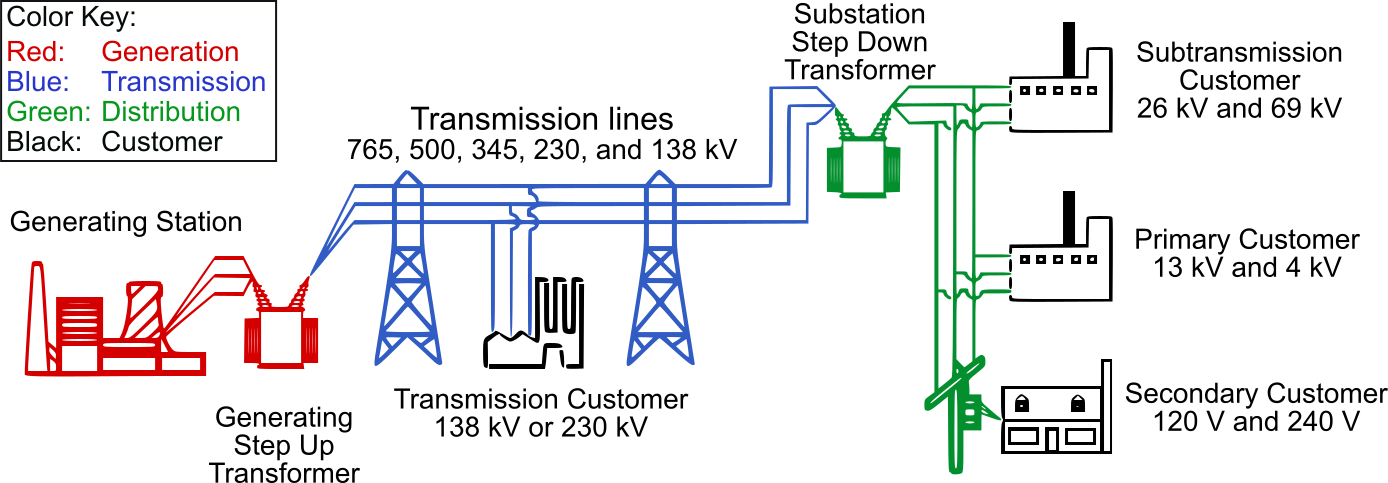 Color Key:
Red: Generation
Blue: Transmission
Green: Distribution
Black: Customer
Generating Station
Generating
Step Up
Transformer
Transmission lines
765, 500, 345, 230, and 138 kV
Transmission Customer
138 kV or 230 kV
Substation
Step Down
Transformer
Subtransmission
Customer
26 kV and 69 kV
Primary Customer
13 kV and 4 kV
Secondary Customer
120 V and 240 V